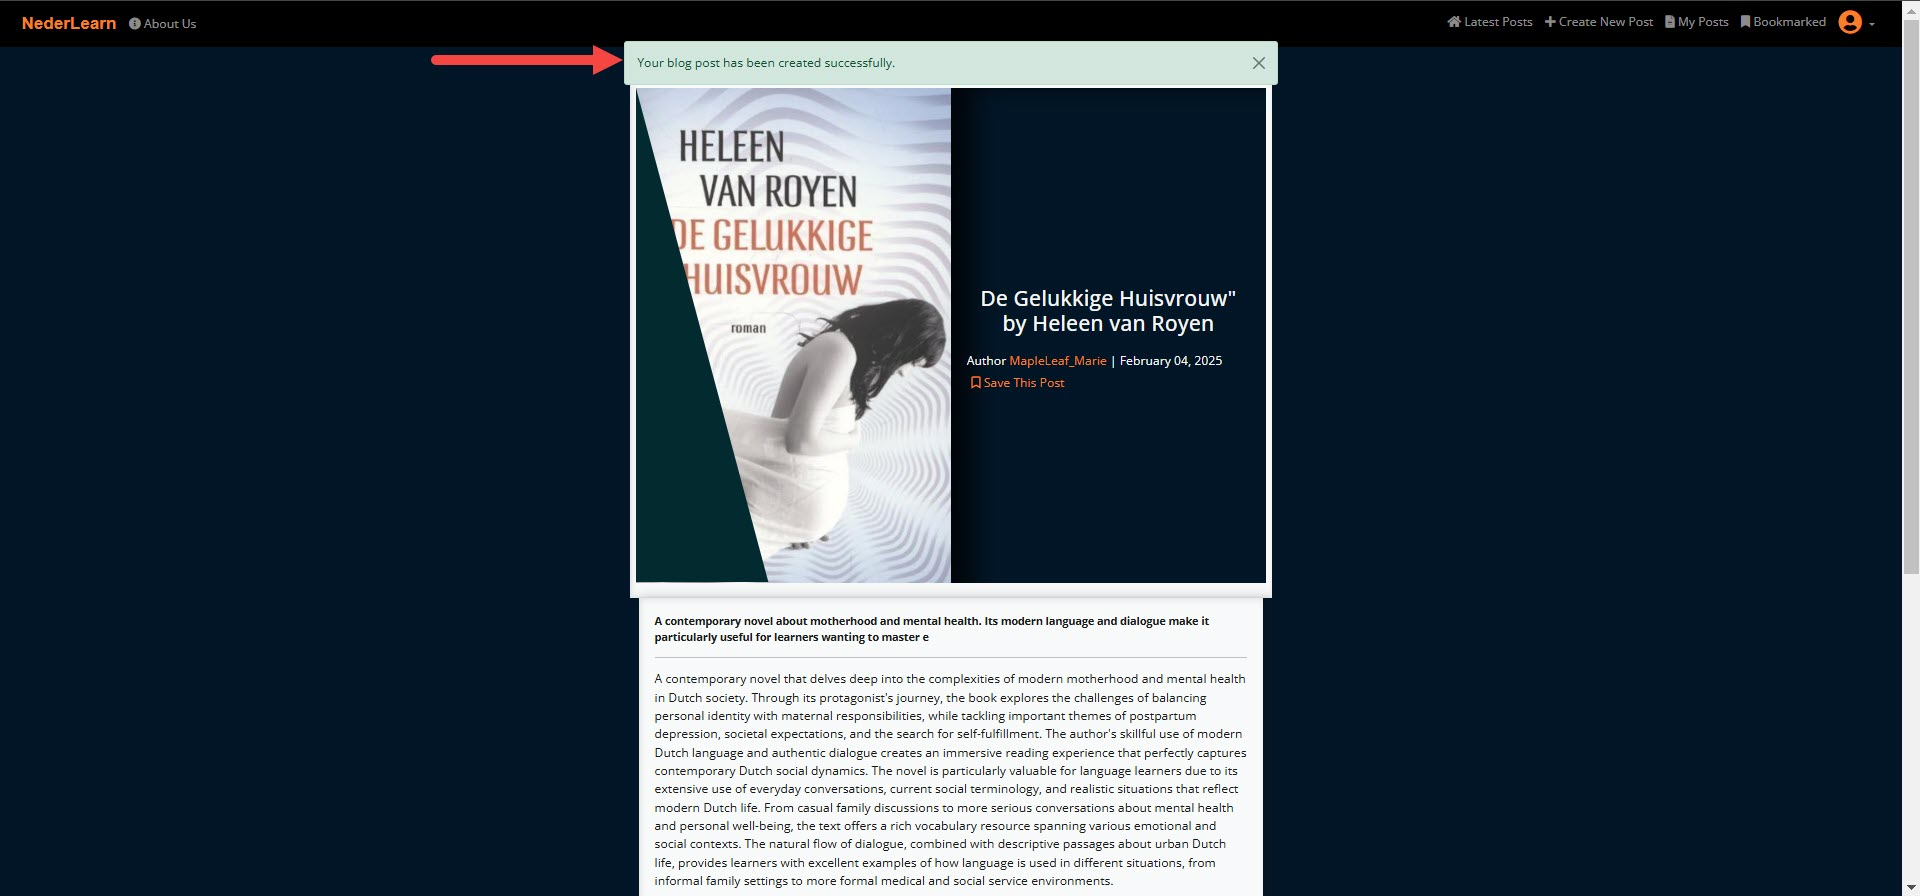 NederLearn About Us Latest Posts Create New Post My Posts Bookmarked
Your blog post has been created successfully.
HELEEN
VAN ROYEN
DE GELUKKIGE
HUISVROUW
roman
De Gelukkige Huisvrouw"
by Heleen van Royen
Author MapleLeaf_Marie | February 04, 2025
Save This Post
A contemporary novel about motherhood and mental health. Its modern language and dialogue make it
particularly useful for learners wanting to master e
A contemporary novel that delves deep into the complexities of modern motherhood and mental health
in Dutch society. Through its protagonist's journey, the book explores the challenges of balancing
personal identity with maternal responsibilities, while tackling important themes of postpartum
depression, societal expectations, and the search for self-fulfillment. The author's skillful use of modern
Dutch language and authentic dialogue creates an immersive reading experience that perfectly captures
contemporary Dutch social dynamics. The novel is particularly valuable for language learners due to its
extensive use of everyday conversations, current social terminology, and realistic situations that reflect
modern Dutch life. From casual family discussions to more serious conversations about mental health
and personal well-being, the text offers a rich vocabulary resource spanning various emotional and
social contexts. The natural flow of dialogue, combined with descriptive passages about urban Dutch
life, provides learners with excellent examples of how language is used in different situations, from
informal family settings to more formal medical and social service environments.